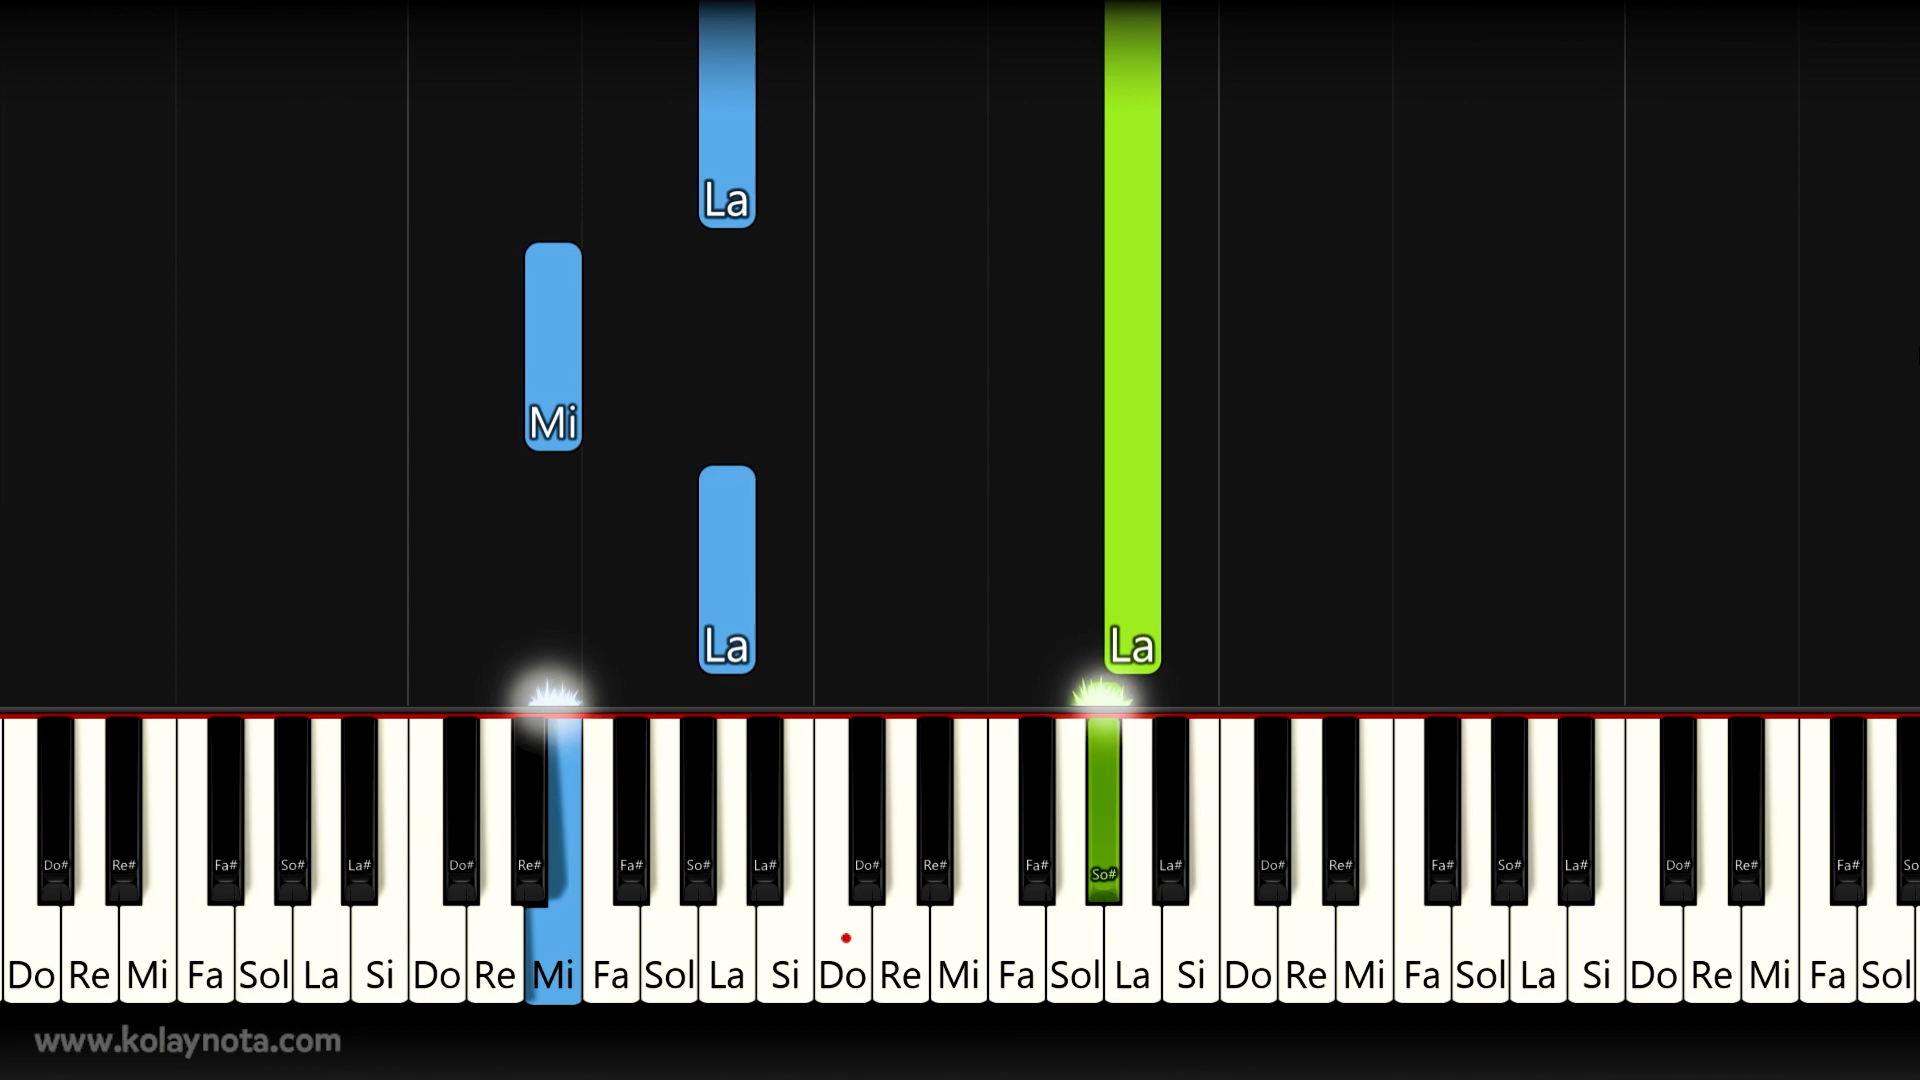 La
Mi
La La
Do# Re# Fa# So# La# Do# Re# Fa# So# La# Do# Re# Fa# So# La# Do# Re# Fa# So# La# Do# Re# Fa# So
Do Re Mi Fa Sol La Si Do Re Mi Fa Sol La Si Do Re Mi Fa Sol La Si Do Re Mi Fa Sol La Si Do Re Mi Fa Sol
www.kolaynota.com